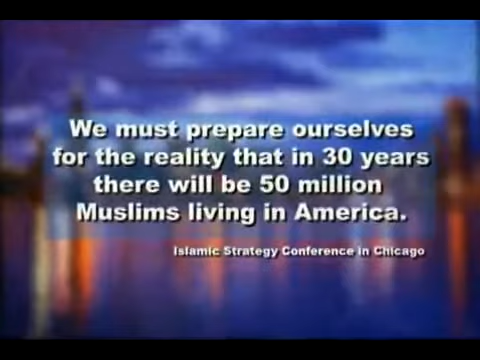 We must prepare ourselves
for the reality that in 30 years
there will be 50 million
Muslims living in America.
Islamic Strategy Conference in Chicago